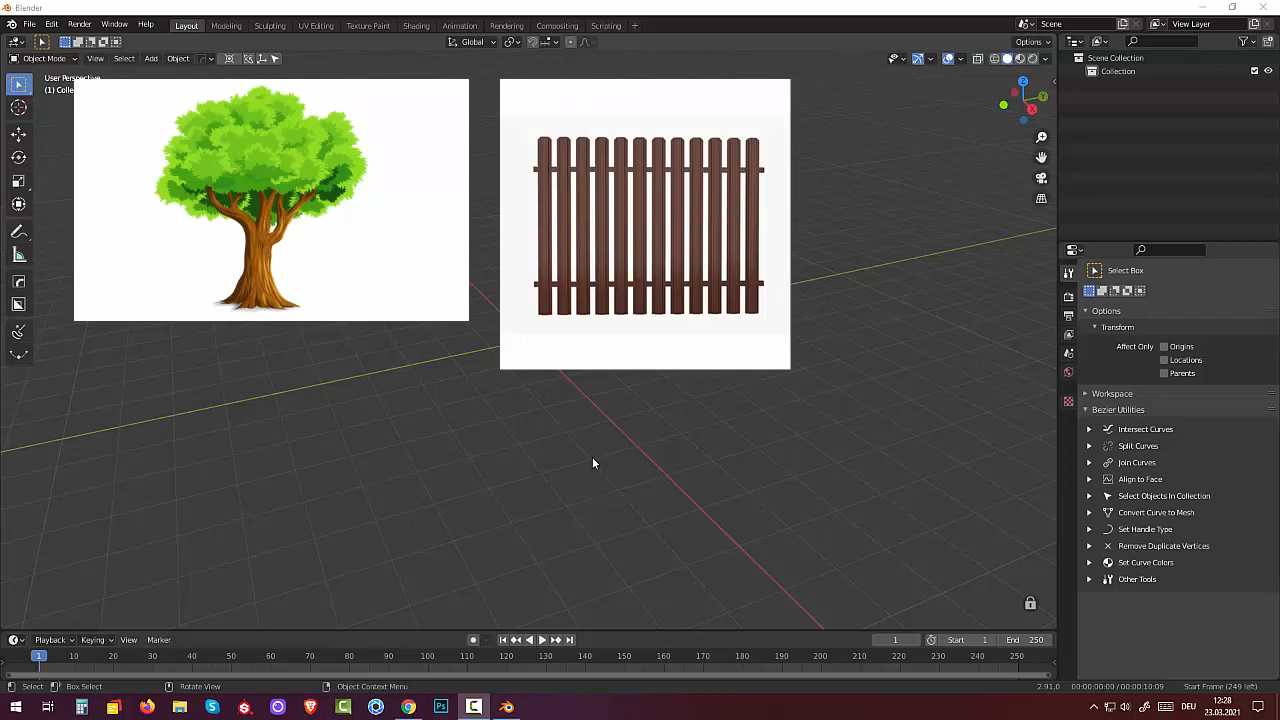 Blender
File Edit Render Window Help Layout Modeling Sculpting UV Editing Texture Paint Shading Animation Rendering Compositing Scripting + Scene View Layer
Global Options
Object Mode View Select Add Object
User Perspective
(1) Colle
Scene Collection
Collection
Z
Y
X
Select Box
Options
Transform
Affect Only Origins
Locations
Parents
Workspace
Bezier Utilities
Intersect Curves
Split Curves
Join Curves
Align to Face
Select Objects In Collection
Convert Curve to Mesh
Set Handle Type
Remove Duplicate Vertices
Set Curve Colors
Other Tools
Playback Keying View Marker 1 Start 1 End 250
1 10 20 30 40 50 60 70 80 90 100 110 120 130 140 150 160 170 180 190 200 210 220 230 240 250
Select Box Select Rotate View Object Context Menu 2.91.0 00:00:00:00 / 00:00:10:09 Start Frame (249 left)
Ps DEU 12:28
23.03.2021